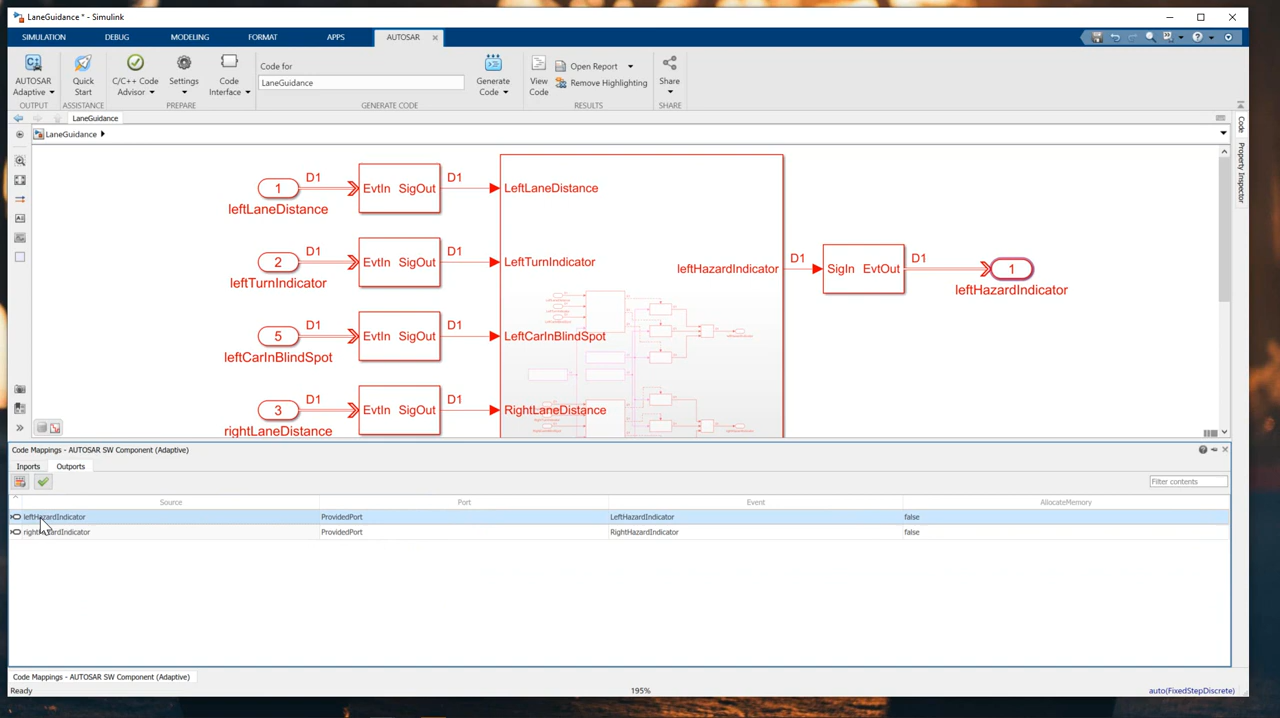 LaneGuidance * - Simulink
SIMULATION DEBUG MODELING FORMAT APPS AUTOSAR
AUTOSAR Adaptive
Quick Start
C/C++ Code Advisor
Settings
Code Interface
Code for
LaneGuidance
Generate Code
View Code
Open Report
Remove Highlighting
Share
OUTPUT ASSISTANCE PREPARE GENERATE CODE RESULTS PUBLISH
LaneGuidance
LaneGuidance
Code
Property Inspector
1 D1 EvtIn SigOut D1 LeftLaneDistance
leftLaneDistance
2 D1 EvtIn SigOut D1 LeftTurnIndicator
leftTurnIndicator
leftHazardIndicator D1 SigIn EvtOut D1 1
leftHazardIndicator
5 D1 EvtIn SigOut D1 LeftCarInBlindSpot
leftCarInBlindSpot
3 D1 EvtIn SigOut D1 RightLaneDistance
rightLaneDistance
Code Mappings - AUTOSAR SW Component (Adaptive)
Inports Outports
Filter contents
Source Port Event AllocateMemory
leftHazardIndicator ProvidedPort LeftHazardIndicator false
rightHazardIndicator ProvidedPort RightHazardIndicator false
Code Mappings - AUTOSAR SW Component (Adaptive)
Ready 195% auto(FixedStepDiscrete)